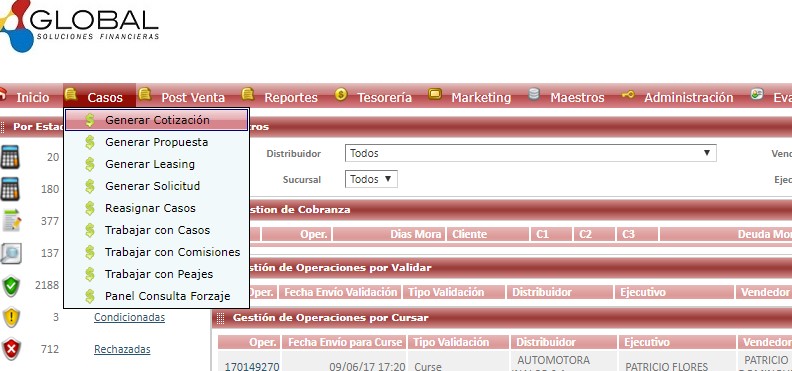 GLOBAL
SOLUCIONES FINANCIERAS
Inicio Casos Post Venta Reportes Tesorería Marketing Maestros Administración Eva
Por Estad
Generar Cotización
Generar Propuesta
Generar Leasing
Generar Solicitud
Reasignar Casos
Trabajar con Casos
Trabajar con Comisiones
Trabajar con Peajes
Panel Consulta Forzaje
20
180
377
137
2188
3 Condicionadas
712 Rechazadas
ros
Distribuidor Todos Vend
Sucursal Todos Ejec
Gestion de Cobranza
Oper. Dias Mora Cliente C1 C2 C3 Deuda Mor
Gestión de Operaciones por Validar
Oper. Fecha Envío Validación Tipo Validación Distribuidor Ejecutivo Vendedor
Gestión de Operaciones por Cursar
Oper. Fecha Envío para Curse Tipo Validación Distribuidor Ejecutivo Vendedor
170149270 09/06/17 17:20 Curse AUTOMOTORA PATRICIO FLORES PATRICIO